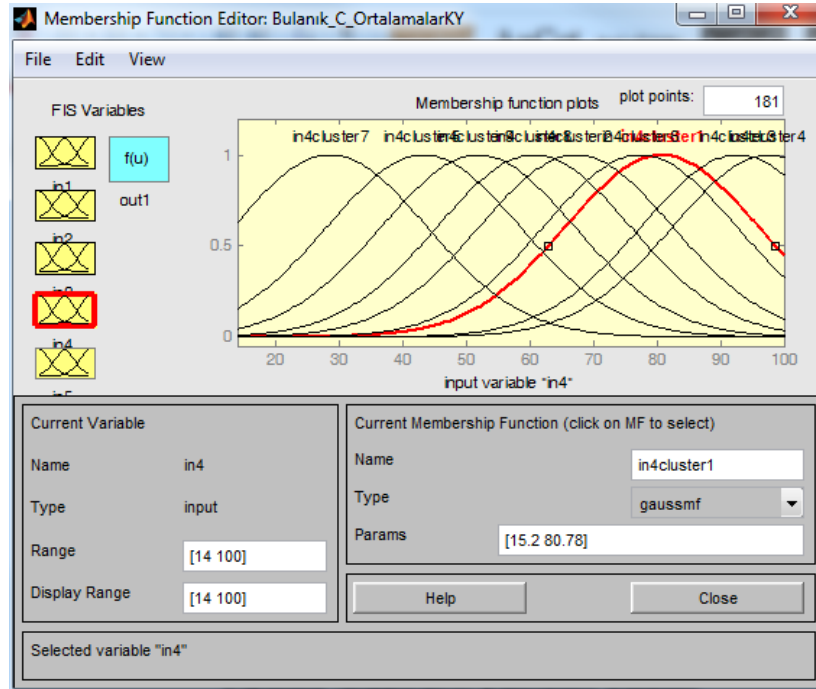 Membership Function Editor: Bulanık_C_OrtalamalarKY
File Edit View
FIS Variables
f(u)
out1
in1
in2
in4
Membership function plots
plot points:
181
in4cluster7
1
0.5
0
20 30 40 50 60 70 80 90 100
input variable "in4"
Current Variable
Name in4
Type input
Range [14 100]
Display Range [14 100]
Current Membership Function (click on MF to select)
Name in4cluster1
Type gaussmf
Params [15.2 80.78]
Help Close
Selected variable "in4"